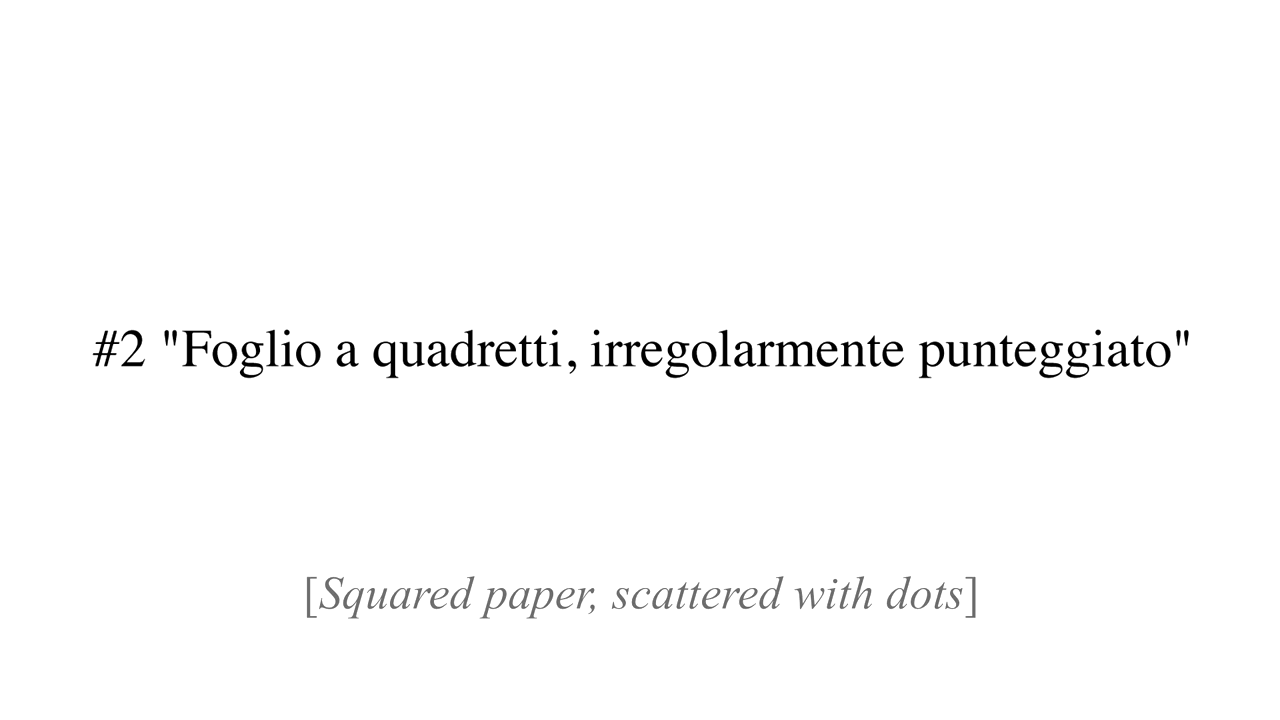 #2 "Foglio a quadretti, irregolarmente punteggiato"
[Squared paper, scattered with dots]